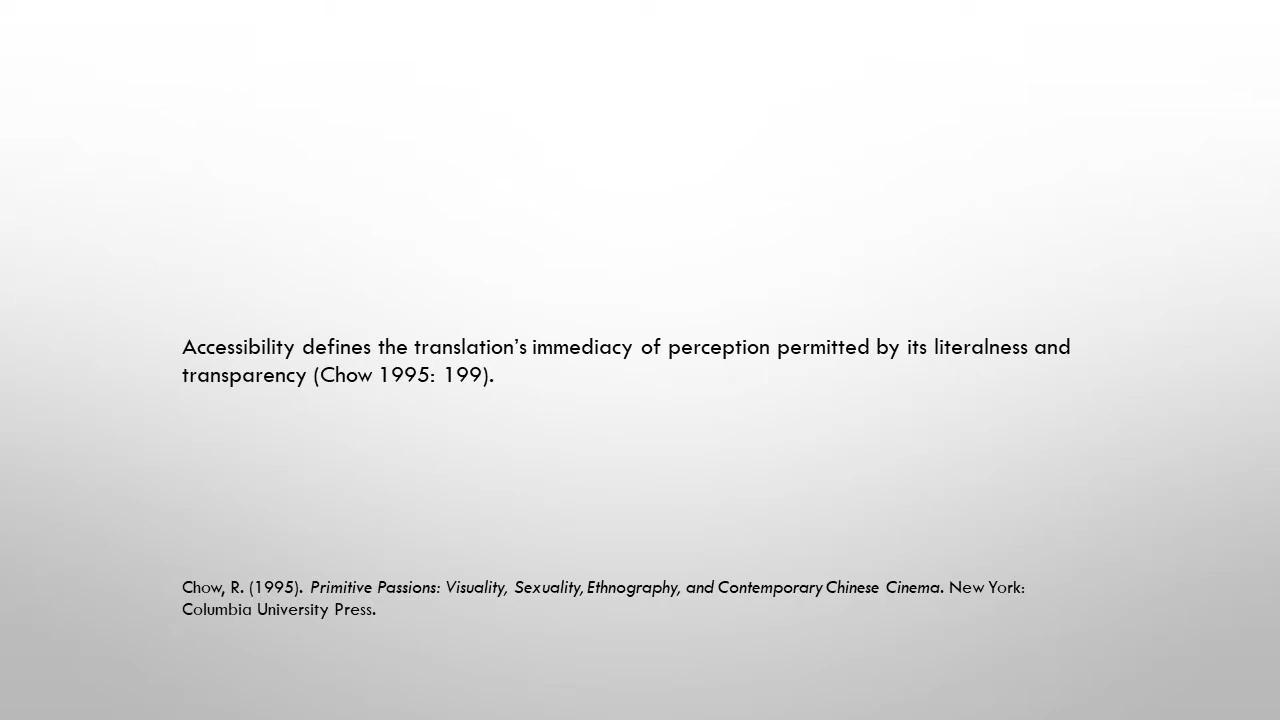 Accessibility defines the translation’s immediacy of perception permitted by its literalness and
transparency (Chow 1995: 199).
Chow, R. (1995). Primitive Passions: Visuality, Sexuality, Ethnography, and Contemporary Chinese Cinema. New York:
Columbia University Press.